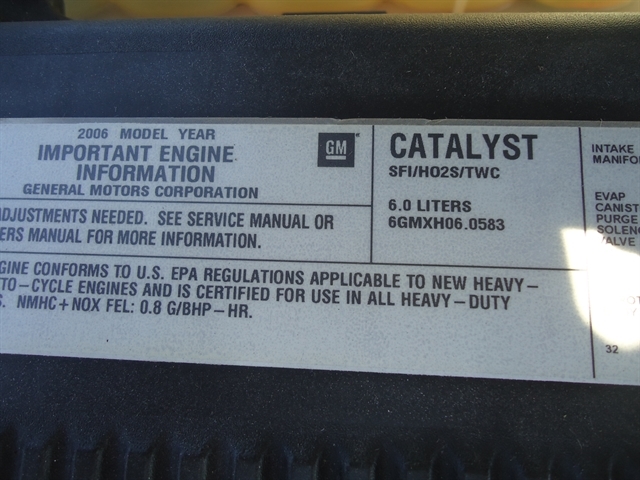 2006 MODEL YEAR
IMPORTANT ENGINE
INFORMATION
GENERAL MOTORS CORPORATION
GM
ADJUSTMENTS NEEDED. SEE SERVICE MANUAL OR
ERS MANUAL FOR MORE INFORMATION.
CATALYST
SFI/HO2S/TWC
6.0 LITERS
6GMXH06.0583
GINE CONFORMS TO U.S. EPA REGULATIONS APPLICABLE TO NEW HEAVY-
TO-CYCLE ENGINES AND IS CERTIFIED FOR USE IN ALL HEAVY-DUTY
S. NMHC+NOX FEL: 0.8 G/BHP-HR.
INTAKE
MANIFO
EVAP
CANIST
PURGE
SOLENO
VALVE
32